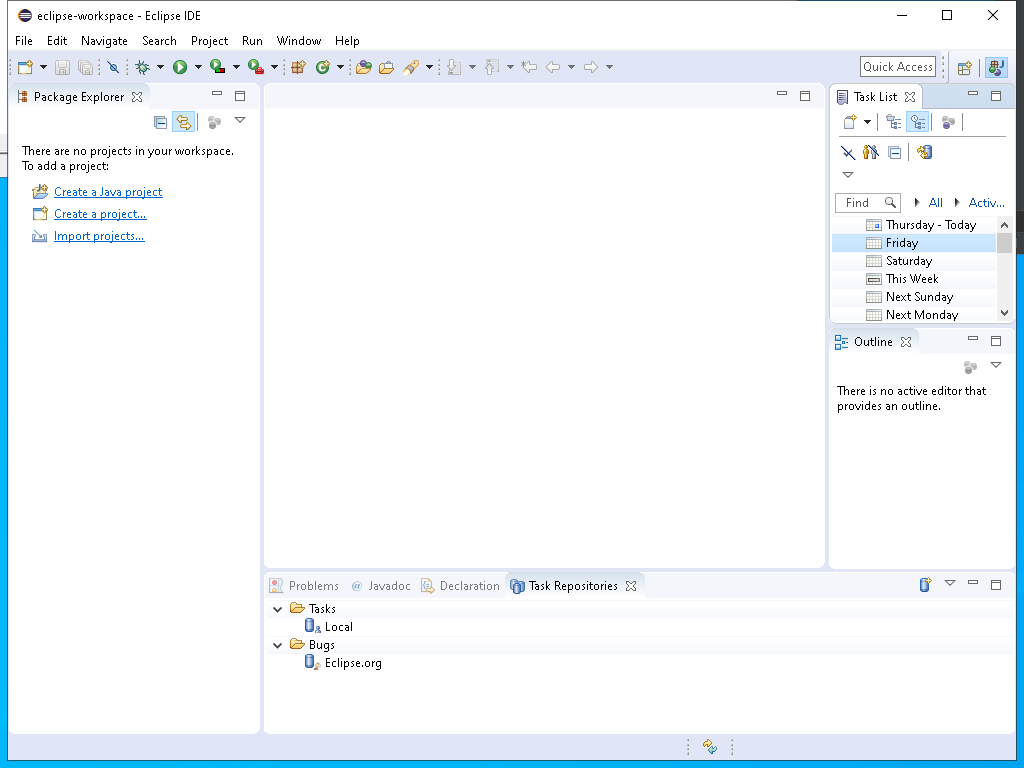 eclipse-workspace - Eclipse IDE
File Edit Navigate Search Project Run Window Help
Quick Access
Package Explorer
There are no projects in your workspace.
To add a project:
Create a Java project
Create a project...
Import projects...
Task List
Find All Activ...
Thursday - Today
Friday
Saturday
This Week
Next Sunday
Next Monday
Outline
There is no active editor that
provides an outline.
Problems @ Javadoc Declaration Task Repositories
Tasks
Local
Bugs
Eclipse.org